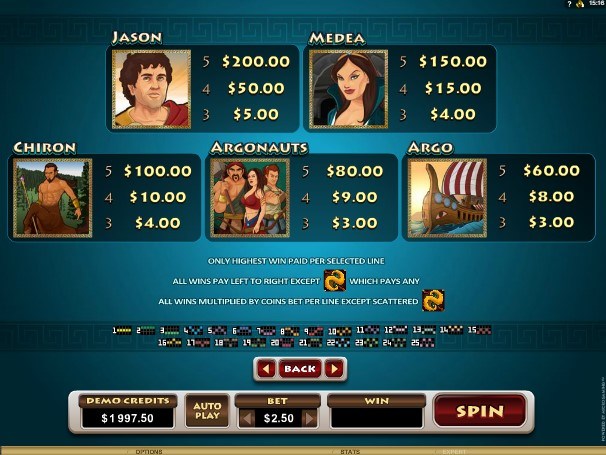 ? 15:16
JASON
5 $200.00
4 $50.00
3 $5.00
MEDEA
5 $150.00
4 $15.00
3 $4.00
CHIRON
5 $100.00
4 $10.00
3 $4.00
ARGONAUTS
5 $80.00
4 $9.00
3 $3.00
ARGO
5 $60.00
4 $8.00
3 $3.00
ONLY HIGHEST WIN PAID PER SELECTED LINE
ALL WINS PAY LEFT TO RIGHT EXCEPT WHICH PAYS ANY
ALL WINS MULTIPLIED BY COINS BET PER LINE EXCEPT SCATTERED
1 2 3 4 5 6 7 8 9 10 11 12 13 14 15
16 17 18 19 20 21 22 23 24 25
BACK
DEMO CREDITS
$1997.50
AUTO
PLAY
BET
$2.50
WIN
SPIN
OPTIONS STATS EXPERT